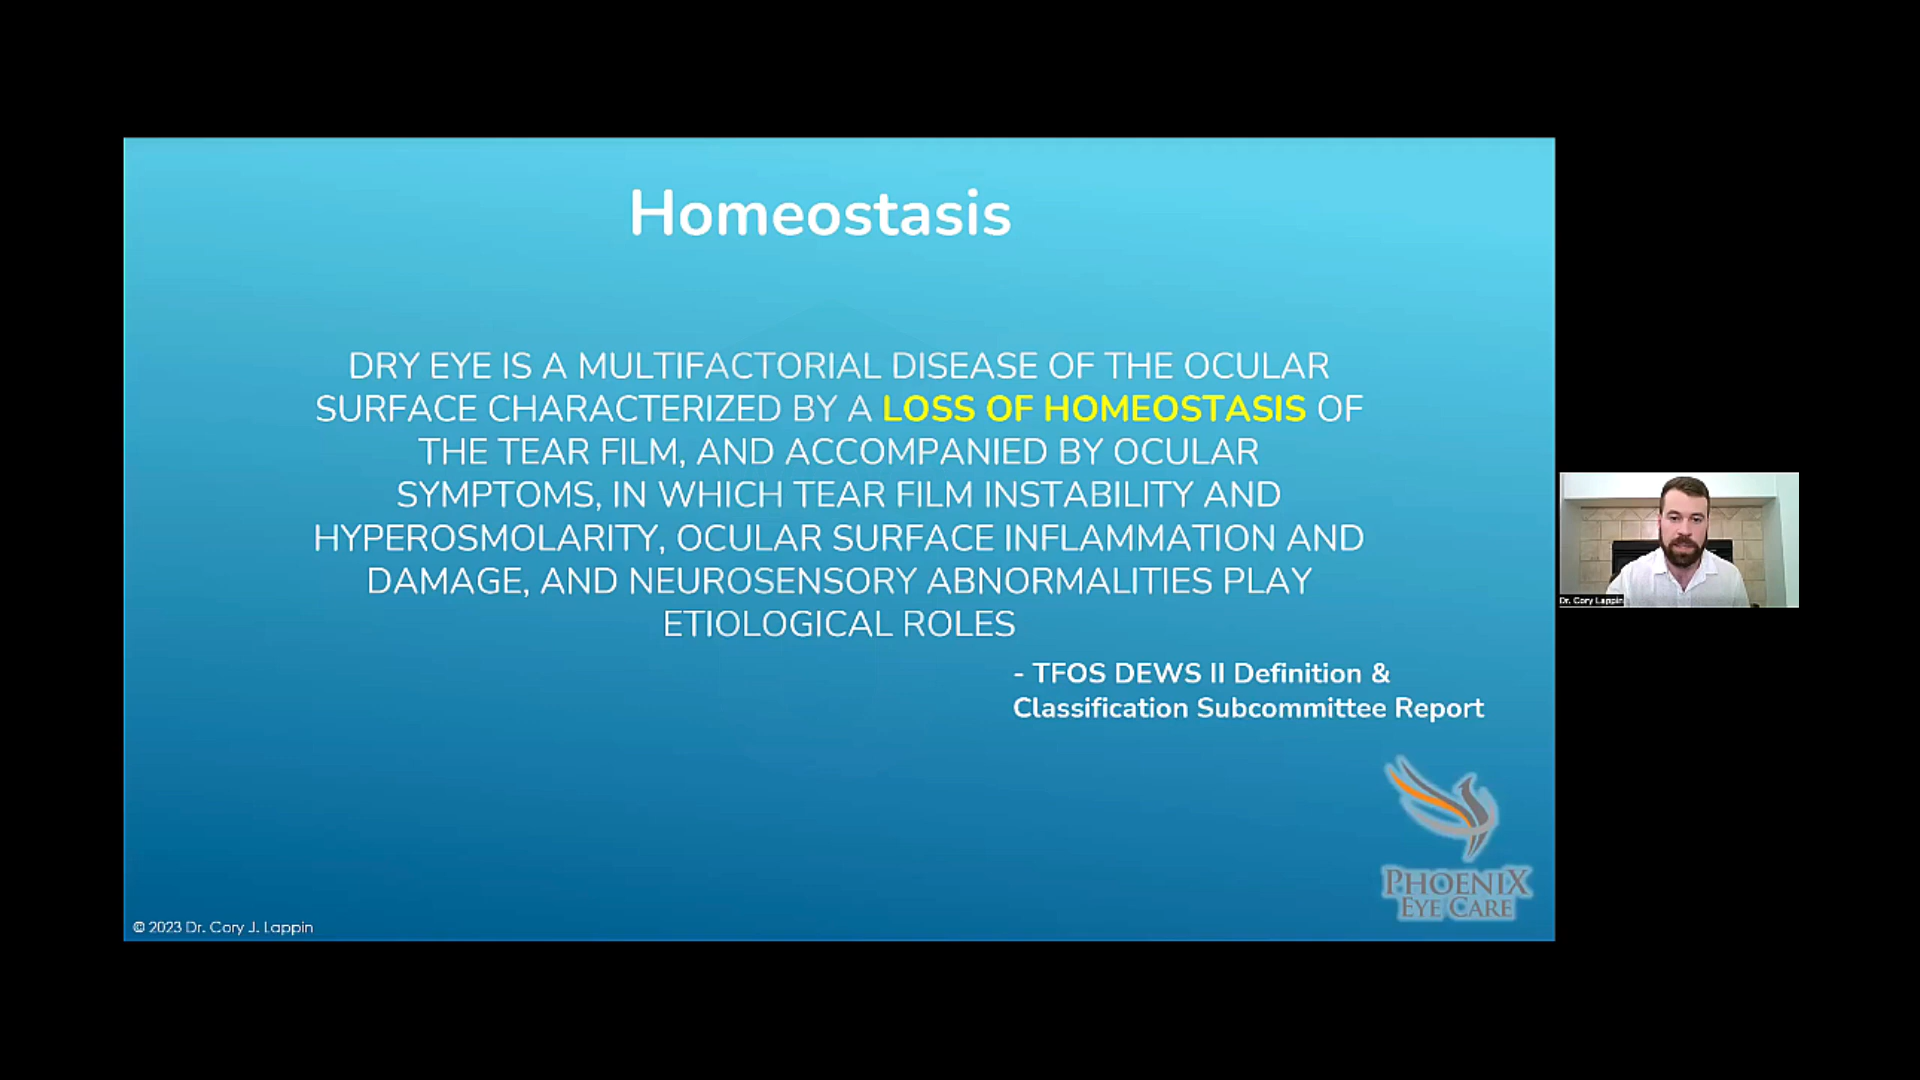 Homeostasis
DRY EYE IS A MULTIFACTORIAL DISEASE OF THE OCULAR
SURFACE CHARACTERIZED BY A LOSS OF HOMEOSTASIS OF
THE TEAR FILM, AND ACCOMPANIED BY OCULAR
SYMPTOMS, IN WHICH TEAR FILM INSTABILITY AND
HYPEROSMOLARITY, OCULAR SURFACE INFLAMMATION AND
DAMAGE, AND NEUROSENSORY ABNORMALITIES PLAY
ETIOLOGICAL ROLES
- TFOS DEWS II Definition &
Classification Subcommittee Report
PHOENIX
EYE CARE
© 2023 Dr. Cory J. Lappin
Dr. Cory Lappin